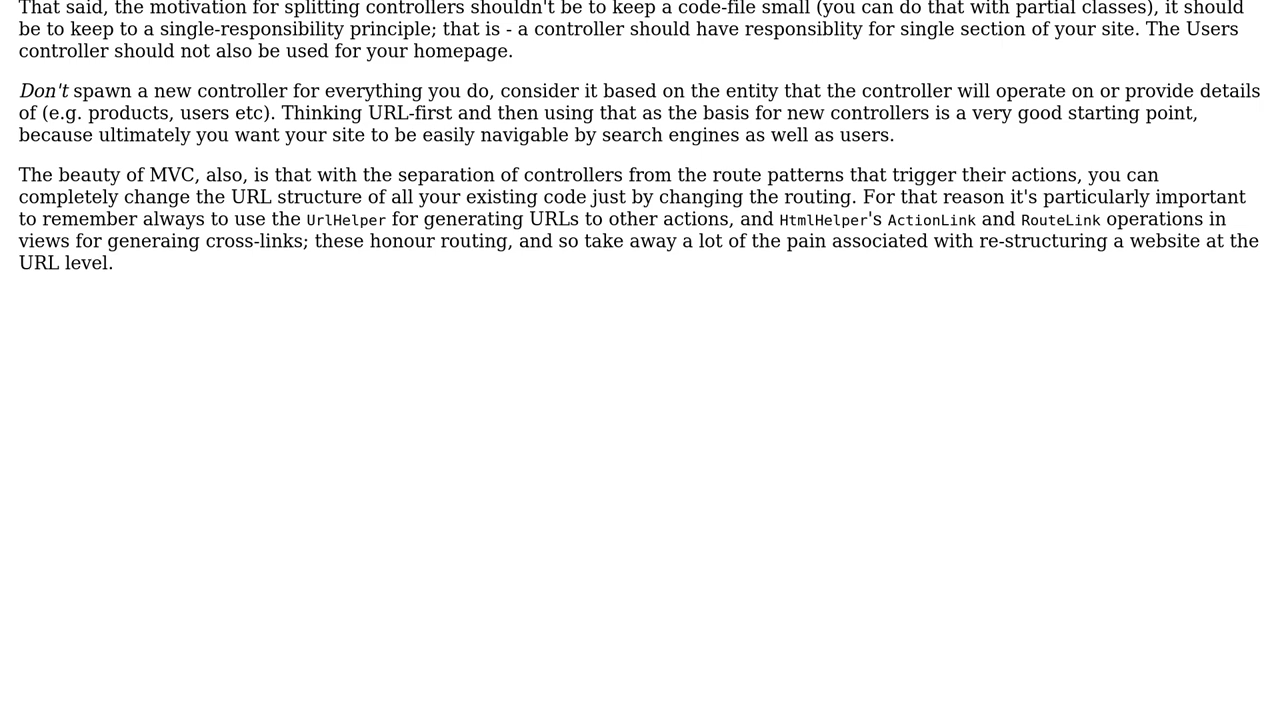 That said, the motivation for splitting controllers shouldn't be to keep a code-file small (you can do that with partial classes), it should
be to keep to a single-responsibility principle; that is - a controller should have responsiblity for single section of your site. The Users
controller should not also be used for your homepage.
Don't spawn a new controller for everything you do, consider it based on the entity that the controller will operate on or provide details
of (e.g. products, users etc). Thinking URL-first and then using that as the basis for new controllers is a very good starting point,
because ultimately you want your site to be easily navigable by search engines as well as users.
The beauty of MVC, also, is that with the separation of controllers from the route patterns that trigger their actions, you can
completely change the URL structure of all your existing code just by changing the routing. For that reason it's particularly important
to remember always to use the UrlHelper for generating URLs to other actions, and HtmlHelper's ActionLink and RouteLink operations in
views for generaing cross-links; these honour routing, and so take away a lot of the pain associated with re-structuring a website at the
URL level.